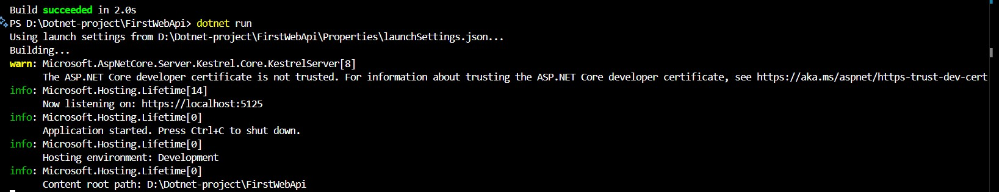 Build succeeded in 2.0s
PS D:\Dotnet-project\FirstWebApi> dotnet run
Using launch settings from D:\Dotnet-project\FirstWebApi\Properties\launchSettings.json...
Building...
warn: Microsoft.AspNetCore.Server.Kestrel.Core.KestrelServer[8]
The ASP.NET Core developer certificate is not trusted. For information about trusting the ASP.NET Core developer certificate, see https://aka.ms/aspnet/https-trust-dev-cert
info: Microsoft.Hosting.Lifetime[14]
Now listening on: https://localhost:5125
info: Microsoft.Hosting.Lifetime[0]
Application started. Press Ctrl+C to shut down.
info: Microsoft.Hosting.Lifetime[0]
Hosting environment: Development
info: Microsoft.Hosting.Lifetime[0]
Content root path: D:\Dotnet-project\FirstWebApi